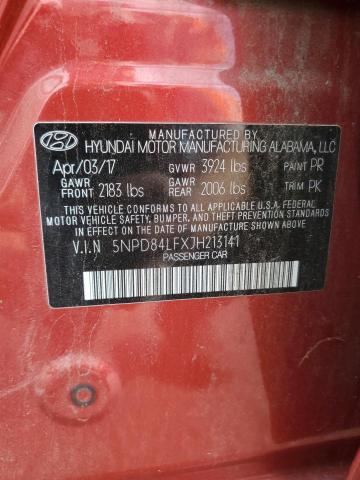 MFD BY
HYUNDAI MOTOR MANUFACTURING ALABAMA, LLC
Apr/03/17 GVWR 3924 lbs PAINT PR
GAWR FRONT 2183 lbs GAWR REAR 2006 lbs TRIM PK
THIS VEHICLE CONFORMS TO ALL APPLICABLE U.S.A. FEDERAL
MOTOR VEHICLE SAFETY, BUMPER, AND THEFT PREVENTION STANDARDS
IN EFFECT ON THE DATE OF MANUFACTURE SHOWN ABOVE.
V.I.N 5NPD84LFXJH213141
PASSENGER CAR